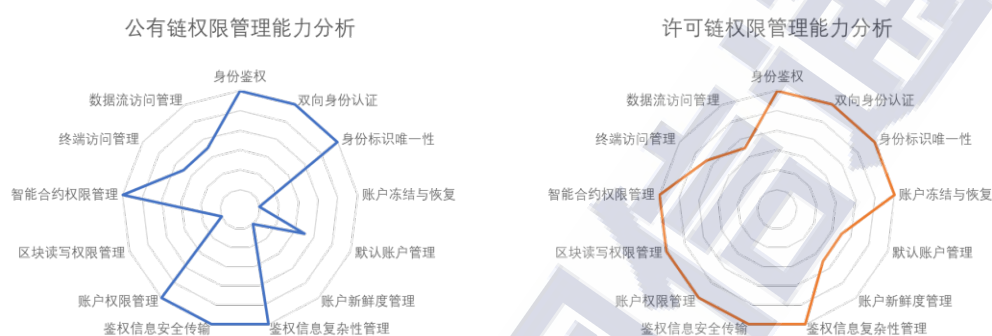 公有链权限管理能力分析
身份鉴权
双向身份认证
身份标识唯一性
账户冻结与恢复
默认账户管理
账户新鲜度管理
鉴权信息复杂性管理
鉴权信息安全传输
账户权限管理
区块读写权限管理
智能合约权限管理
终端访问管理
数据流访问管理
许可链权限管理能力分析
身份鉴权
双向身份认证
身份标识唯一性
账户冻结与恢复
默认账户管理
账户新鲜度管理
鉴权信息复杂性管理
鉴权信息安全传输
账户权限管理
区块读写权限管理
智能合约权限管理
终端访问管理
数据流访问管理